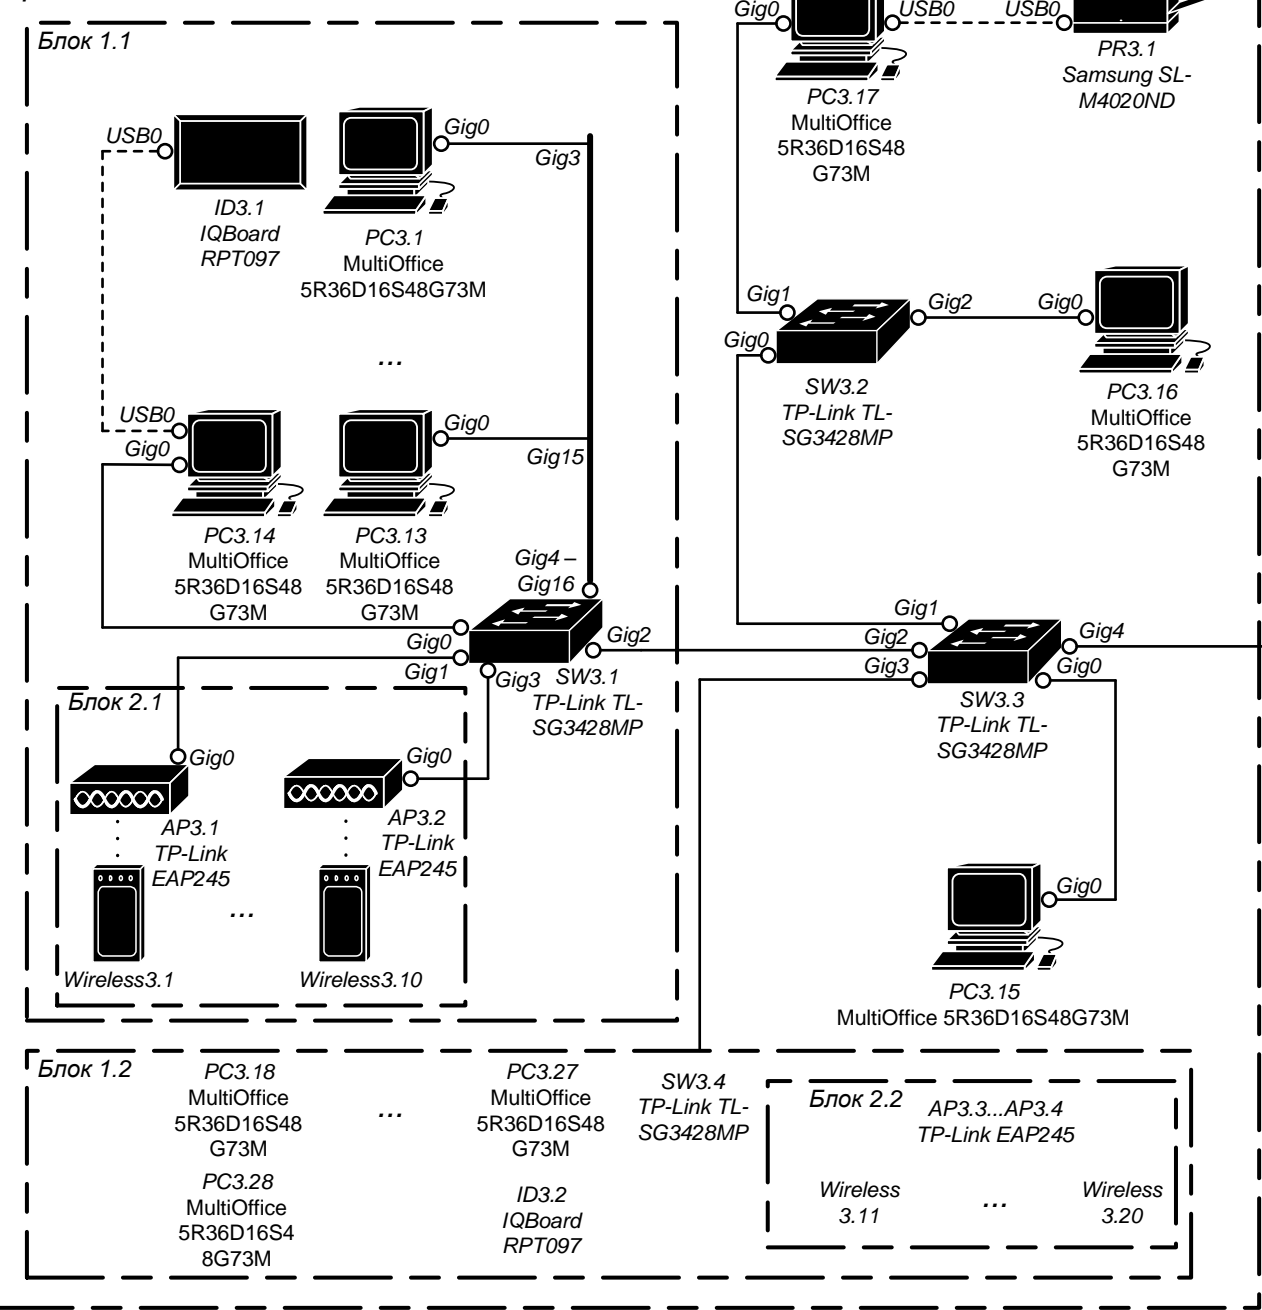 Блок 1.1
USB0
ID3.1
IQBoard
RPT097
Gig0
Gig3
PC3.1
MultiOffice
5R36D16S48G73M
...
USB0
Gig0
PC3.14
MultiOffice
5R36D16S48
G73M
Gig0
Gig15
PC3.13
MultiOffice
5R36D16S48
G73M
Gig4 –
Gig16
Gig0
Gig1
Gig3
Gig2
SW3.1
TP-Link TL-
SG3428MP
Блок 2.1
Gig0
AP3.1
TP-Link
EAP245
Gig0
AP3.2
TP-Link
EAP245
...
Wireless3.1
Wireless3.10
Gig0
USB0
USB0
PC3.17
MultiOffice
5R36D16S48
G73M
PR3.1
Samsung SL-
M4020ND
Gig1
Gig0
Gig2
SW3.2
TP-Link TL-
SG3428MP
Gig0
PC3.16
MultiOffice
5R36D16S48
G73M
Gig1
Gig2
Gig3
Gig4
Gig0
SW3.3
TP-Link TL-
SG3428MP
Gig0
PC3.15
MultiOffice 5R36D16S48G73M
Блок 1.2
PC3.18
MultiOffice
5R36D16S48
G73M
...
PC3.27
MultiOffice
5R36D16S48
G73M
SW3.4
TP-Link TL-
SG3428MP
PC3.28
MultiOffice
5R36D16S4
8G73M
ID3.2
IQBoard
RPT097
Блок 2.2
AP3.3...AP3.4
TP-Link EAP245
Wireless
3.11
...
Wireless
3.20